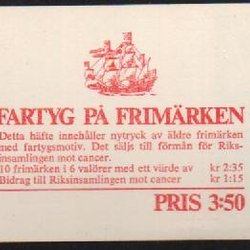 FARTYG PÅ FRIMÄRKEN
Detta häfte innehåller nytryck av äldre frimärken
med fartygsmotiv. Det säljs till förmån för Riks-
insamlingen mot cancer.
10 frimärken i 6 valörer med ett värde av kr 2:35
Bidrag till Riksinsamlingen mot cancer kr 1:15
PRIS 3:50